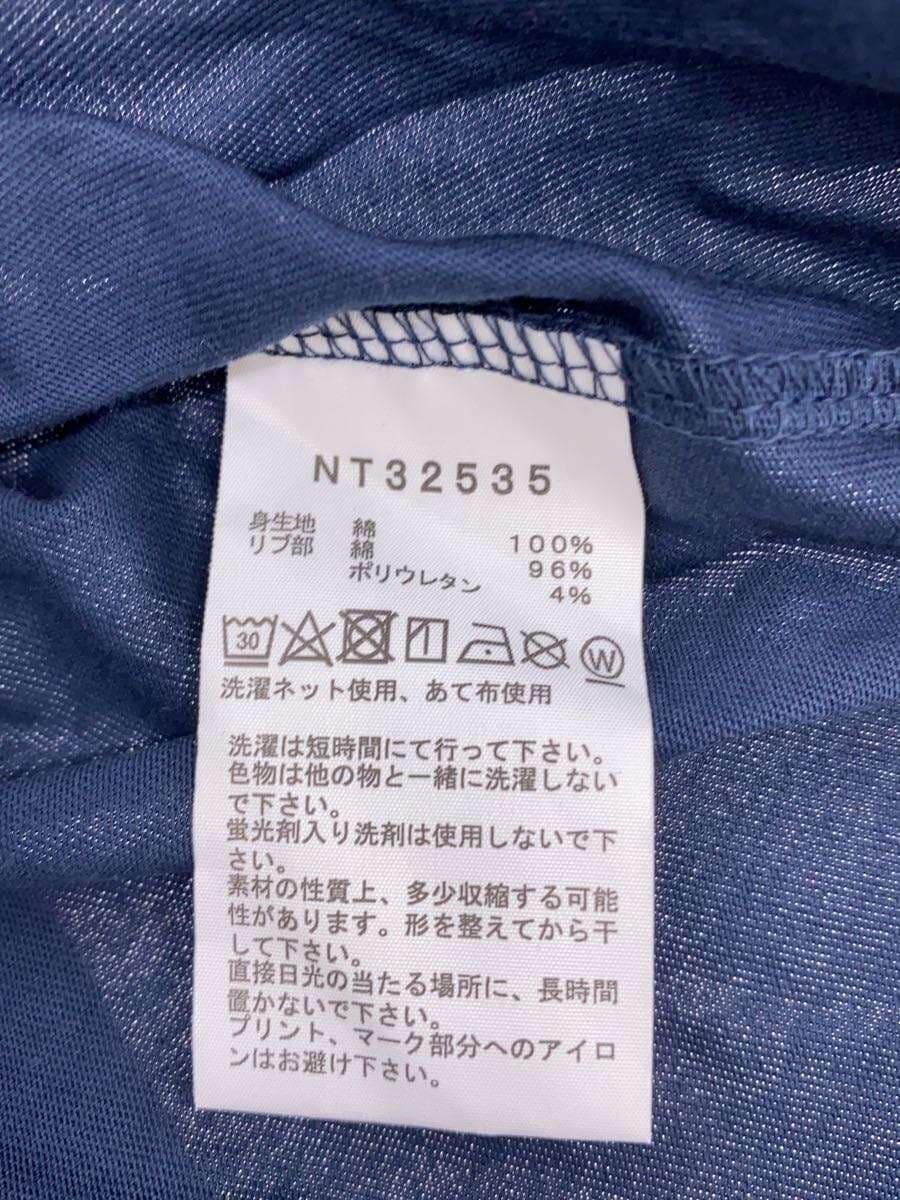 NT32535
身生地 綿 100%
リブ部 綿 96%
ポリウレタン 4%
30 W
洗濯ネット使用、あて布使用
洗濯は短時間にて行って下さい。
色物は他の物と一緒に洗濯しない
で下さい。
蛍光剤入り洗剤は使用しないで下
さい。
素材の性質上、多少収縮する可能
性があります。形を整えてから干
して下さい。
直接日光の当たる場所に、長時間
置かないで下さい。
プリント、マーク部分へのアイロ
ンはお避け下さい。